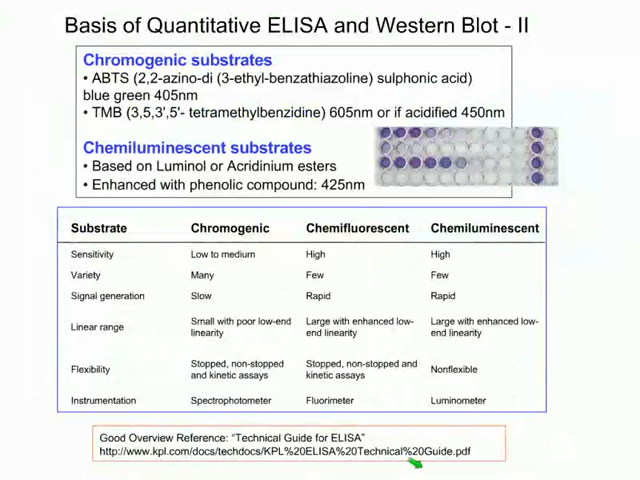 Basis of Quantitative ELISA and Western Blot - II
Chromogenic substrates
• ABTS (2,2-azino-di (3-ethyl-benzathiazoline) sulphonic acid)
blue green 405nm
• TMB (3,5,3',5'- tetramethylbenzidine) 605nm or if acidified 450nm
Chemiluminescent substrates
• Based on Luminol or Acridinium esters
• Enhanced with phenolic compound: 425nm
Substrate Chromogenic Chemifluorescent Chemiluminescent
Sensitivity Low to medium High High
Variety Many Few Few
Signal generation Slow Rapid Rapid
Linear range Small with poor low-end linearity Large with enhanced low-end linearity Large with enhanced low-end linearity
Flexibility Stopped, non-stopped and kinetic assays Stopped, non-stopped and kinetic assays Nonflexible
Instrumentation Spectrophotometer Fluorimeter Luminometer
Good Overview Reference: “Technical Guide for ELISA”
http://www.kpl.com/docs/techdocs/KPL%20ELISA%20Technical%20Guide.pdf